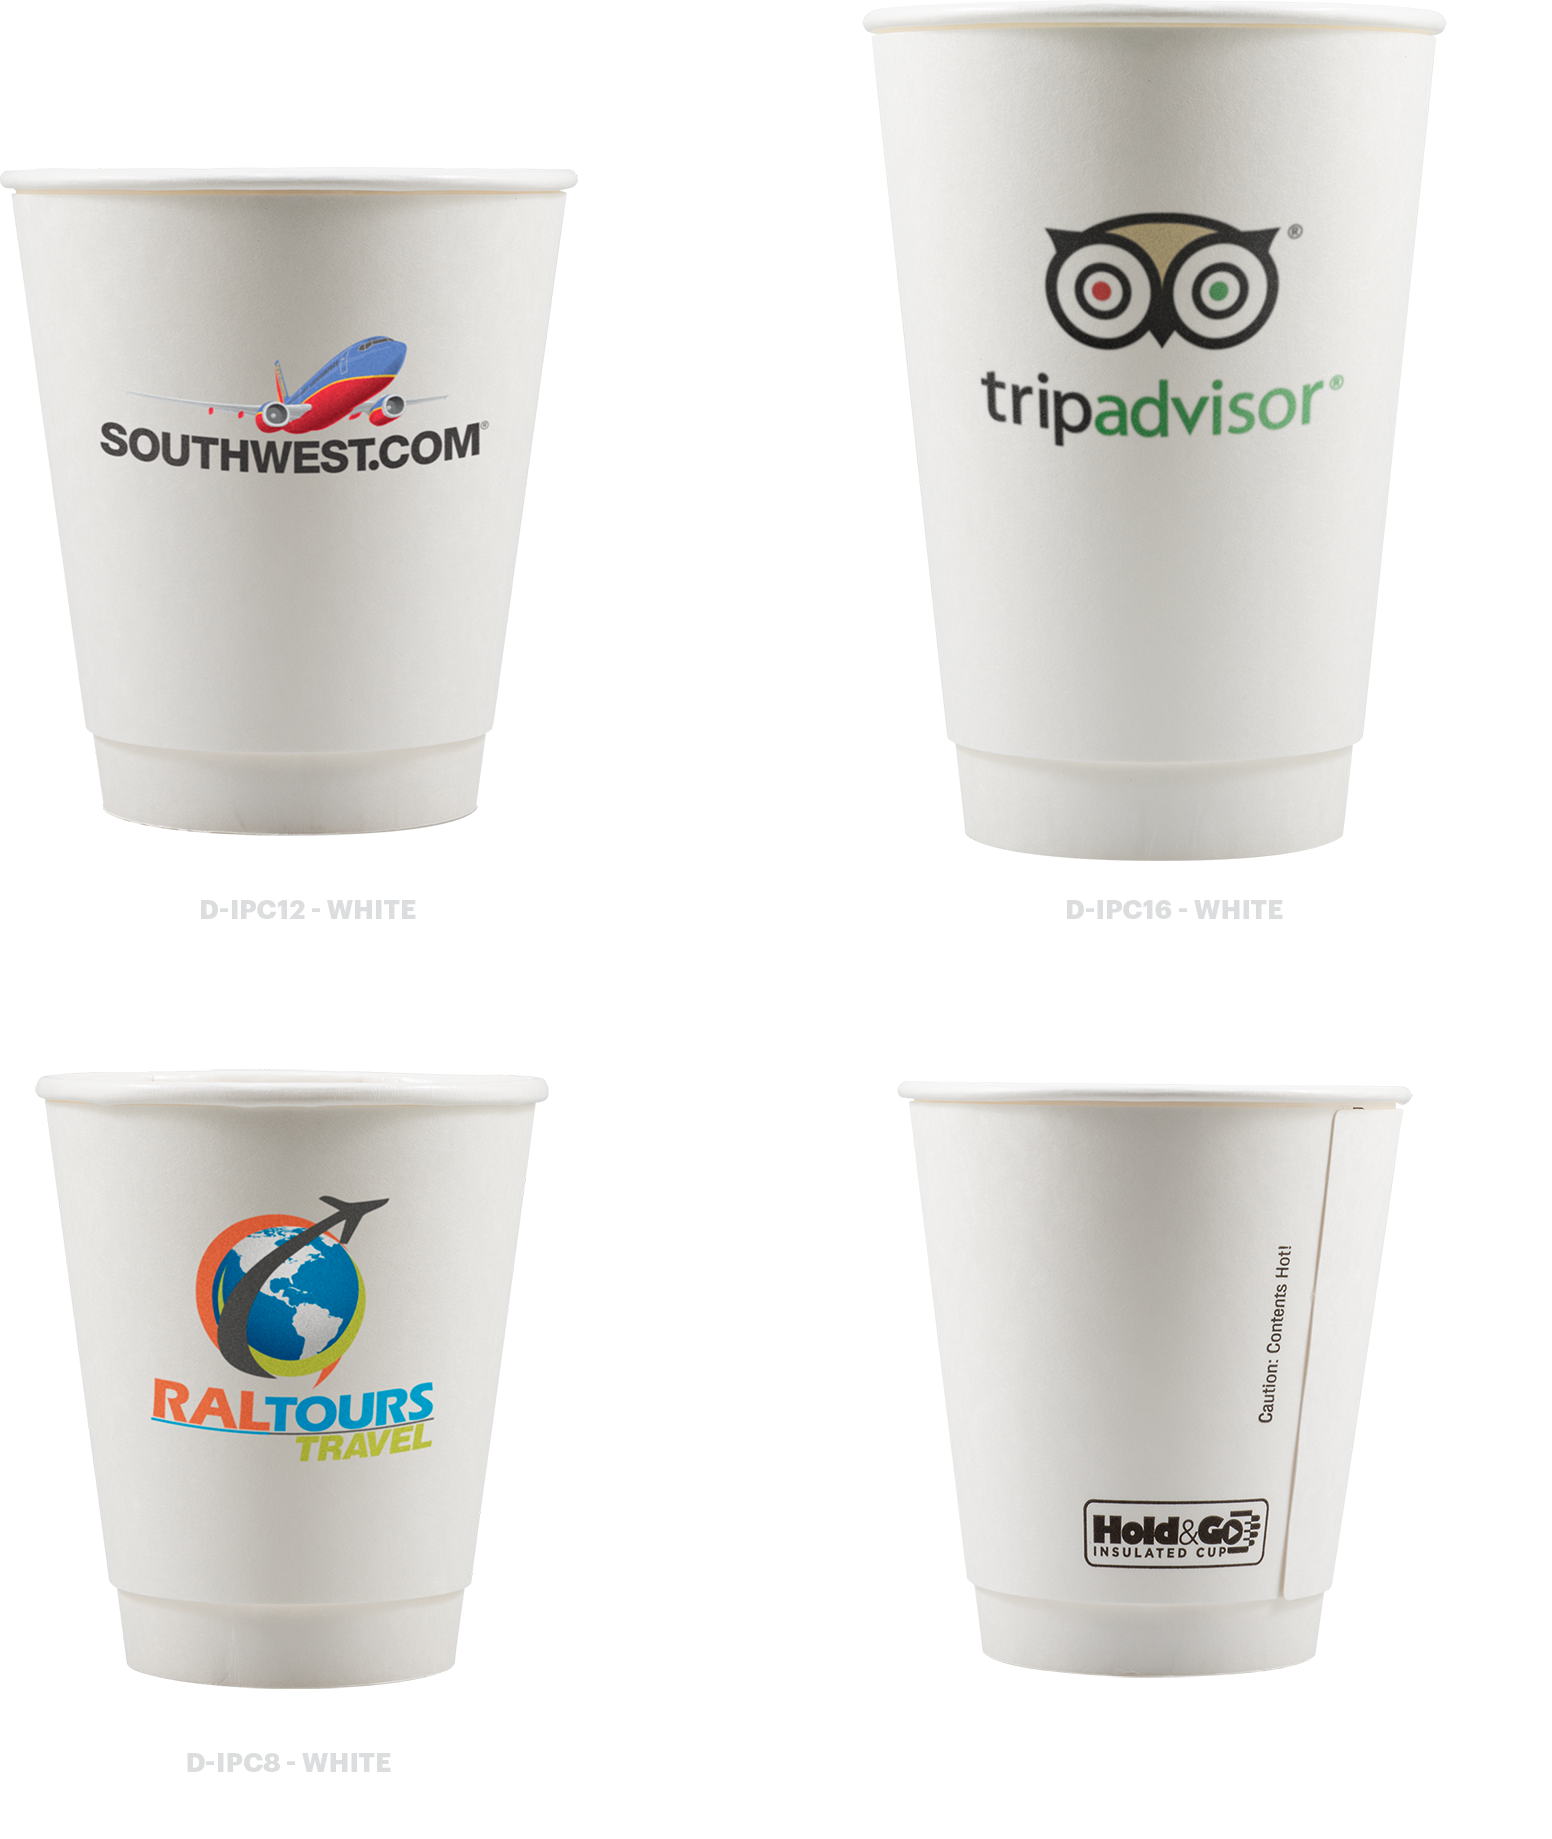 SOUTHWEST.COM®
®
tripadvisor®
D-IPC12 - WHITE
D-IPC16 - WHITE
RALTOURS
TRAVEL
Caution: Contents Hot!
Hold&GO
INSULATED CUP
D-IPC8 - WHITE